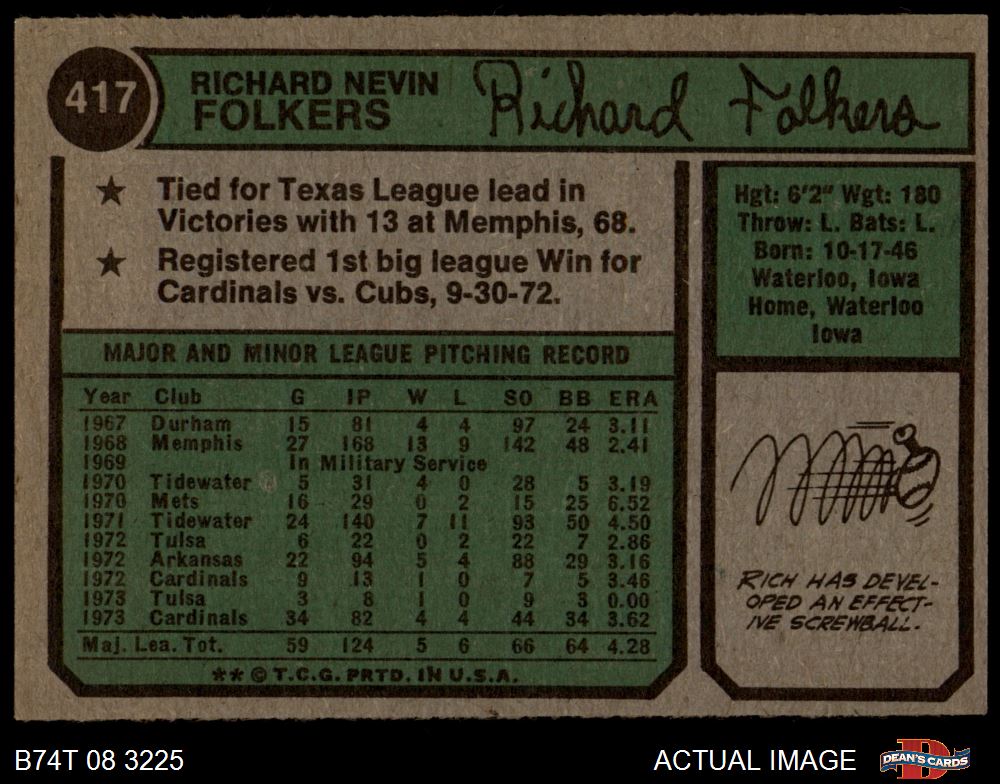 417
RICHARD NEVIN
FOLKERS
Richard Folkers
★ Tied for Texas League lead in
Victories with 13 at Memphis, 68.
★ Registered 1st big league Win for
Cardinals vs. Cubs, 9-30-72.
Hgt: 6'2" Wgt: 180
Throw: L. Bats: L.
Born: 10-17-46
Waterloo, Iowa
Home, Waterloo
Iowa
MAJOR AND MINOR LEAGUE PITCHING RECORD
Year Club G IP W L SO BB ERA
1967 Durham 15 81 4 4 97 24 3.11
1968 Memphis 27 168 13 9 142 48 2.41
1969 In Military Service
1970 Tidewater 5 31 4 0 28 5 3.19
1970 Mets 16 29 0 2 15 25 6.52
1971 Tidewater 24 140 7 11 93 50 4.50
1972 Tulsa 6 22 0 2 22 7 2.86
1972 Arkansas 22 94 5 4 88 29 3.16
1972 Cardinals 9 13 1 0 7 5 3.46
1973 Tulsa 3 8 1 0 9 3 0.00
1973 Cardinals 34 82 4 4 44 34 3.62
Maj. Lea. Tot. 59 124 5 6 66 64 4.28
** © T.C.G. PRTD. IN U.S.A.
RICH HAS DEVEL-
OPED AN EFFECT-
IVE SCREWBALL.
B74T 08 3225
ACTUAL IMAGE
DEAN'S CARDS